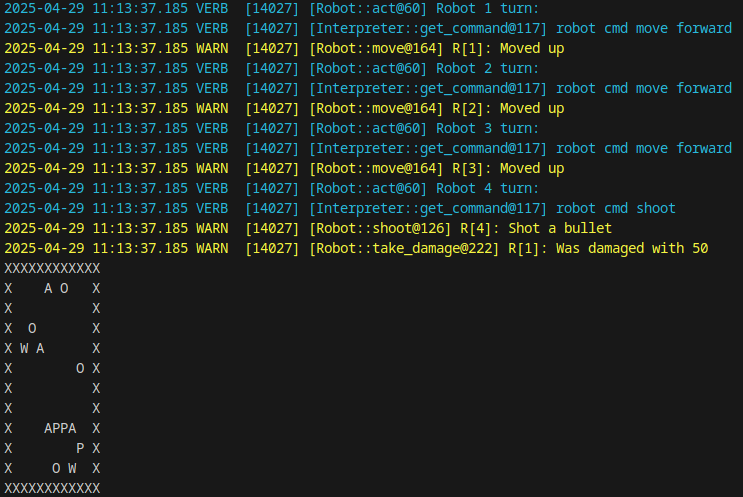 2025-04-29 11:13:37.185 VERB  [14027] [Robot::act@60] Robot 1 turn:
2025-04-29 11:13:37.185 VERB  [14027] [Interpreter::get_command@117] robot cmd move forward
2025-04-29 11:13:37.185 WARN  [14027] [Robot::move@164] R[1]: Moved up
2025-04-29 11:13:37.185 VERB  [14027] [Robot::act@60] Robot 2 turn:
2025-04-29 11:13:37.185 VERB  [14027] [Interpreter::get_command@117] robot cmd move forward
2025-04-29 11:13:37.185 WARN  [14027] [Robot::move@164] R[2]: Moved up
2025-04-29 11:13:37.185 VERB  [14027] [Robot::act@60] Robot 3 turn:
2025-04-29 11:13:37.185 VERB  [14027] [Interpreter::get_command@117] robot cmd move forward
2025-04-29 11:13:37.185 WARN  [14027] [Robot::move@164] R[3]: Moved up
2025-04-29 11:13:37.185 VERB  [14027] [Robot::act@60] Robot 4 turn:
2025-04-29 11:13:37.185 VERB  [14027] [Interpreter::get_command@117] robot cmd shoot
2025-04-29 11:13:37.185 WARN  [14027] [Robot::shoot@126] R[4]: Shot a bullet
2025-04-29 11:13:37.185 WARN  [14027] [Robot::take_damage@222] R[1]: Was damaged with 50
XXXXXXXXXXXX
X    A O   X
X          X
X  O       X
X W A      X
X        O X
X          X
X          X
X    APPA  X
X        P X
X     O W  X
XXXXXXXXXXXX